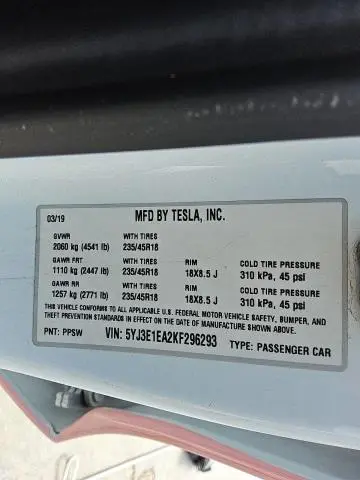 03/19 MFD BY TESLA, INC.
GVWR WITH TIRES
2060 kg (4541 lb) 235/45R18
GAWR FRT WITH TIRES RIM COLD TIRE PRESSURE
1110 kg (2447 lb) 235/45R18 18X8.5 J 310 kPa, 45 psi
GAWR RR WITH TIRES RIM COLD TIRE PRESSURE
1257 kg (2771 lb) 235/45R18 18X8.5 J 310 kPa, 45 psi
THIS VEHICLE CONFORMS TO ALL APPLICABLE U.S. FEDERAL MOTOR VEHICLE SAFETY, BUMPER, AND
THEFT PREVENTION STANDARDS IN EFFECT ON THE DATE OF MANUFACTURE SHOWN ABOVE.
PNT: PPSW VIN: 5YJ3E1EA2KF296293 TYPE: PASSENGER CAR